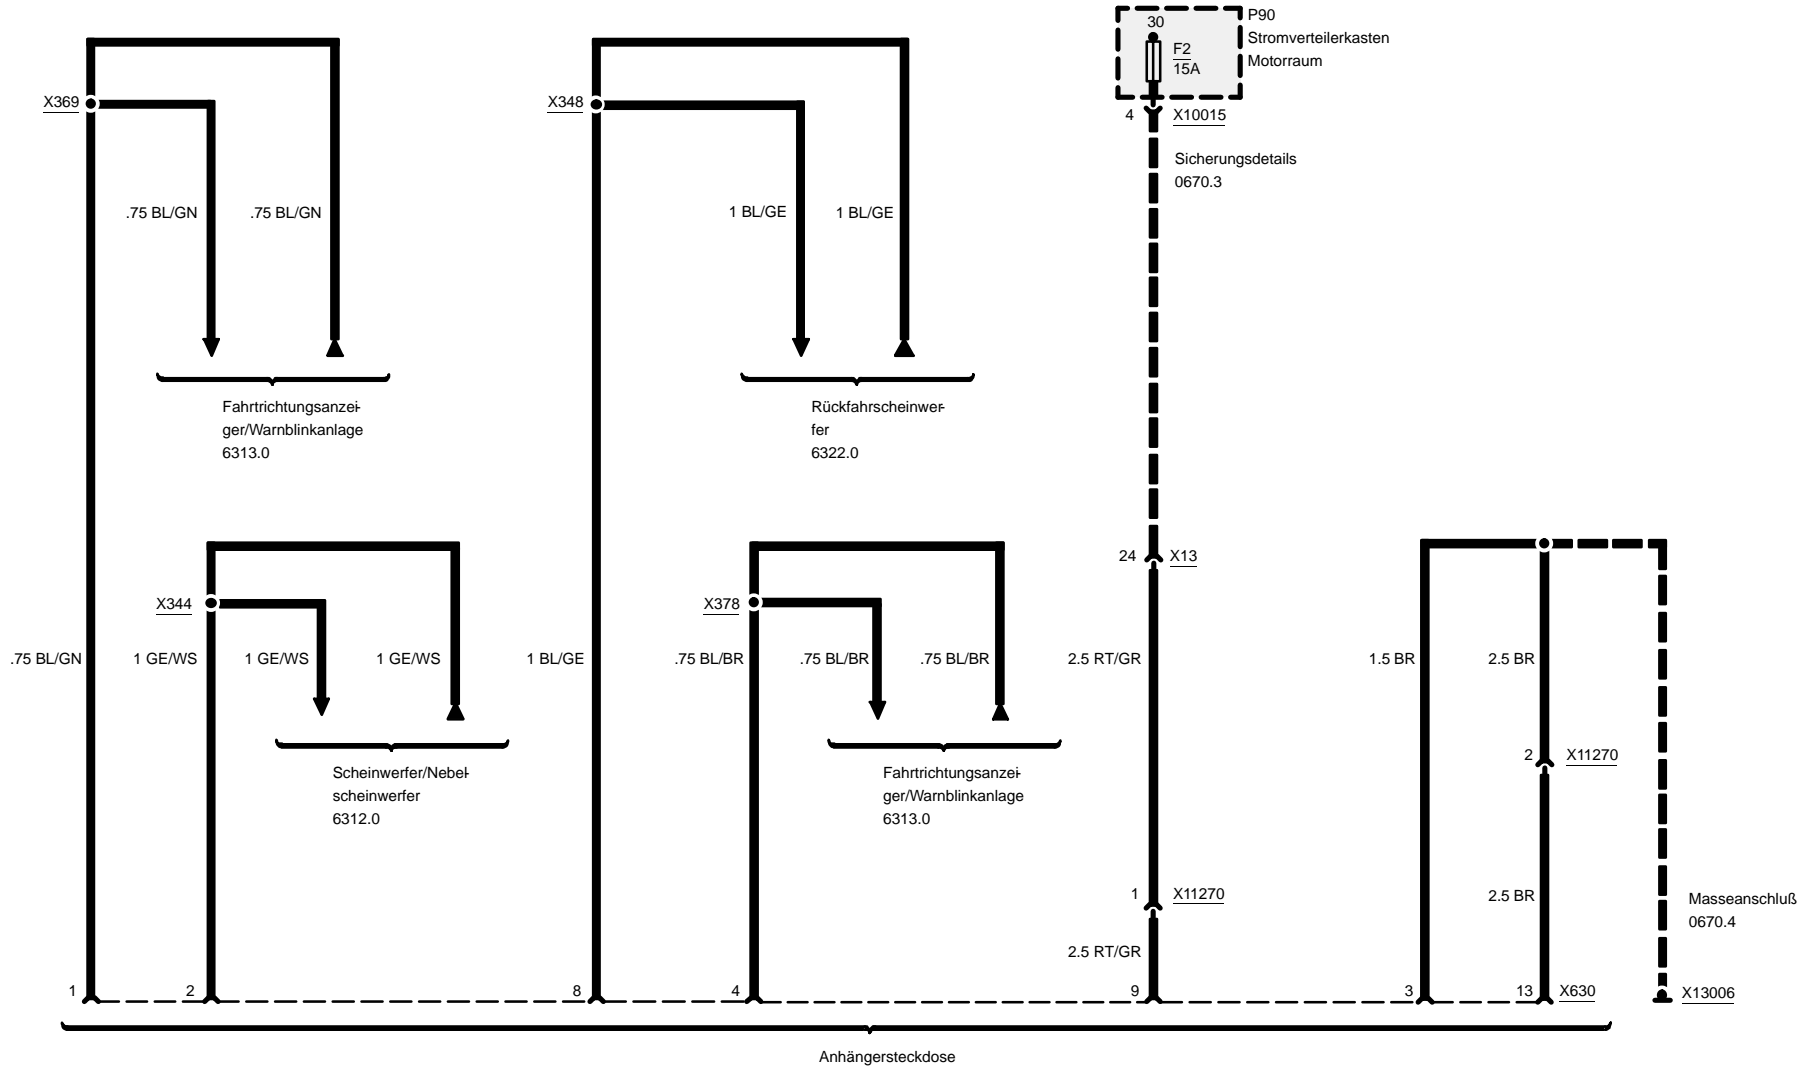 30
P90
Stromverteilerkasten
Motorraum
F2
15A
X369
X348
4
X10015
Sicherungsdetails
0670.3
.75 BL/GN
.75 BL/GN
1 BL/GE
1 BL/GE
Fahrtrichtungsanzei-
ger/Warnblinkanlage
6313.0
Rückfahrscheinwer-
fer
6322.0
24
X13
X344
X378
.75 BL/GN
1 GE/WS
1 GE/WS
1 GE/WS
1 BL/GE
.75 BL/BR
.75 BL/BR
.75 BL/BR
2.5 RT/GR
1.5 BR
2.5 BR
2
X11270
Scheinwerfer/Nebel-
scheinwerfer
6312.0
Fahrtrichtungsanzei-
ger/Warnblinkanlage
6313.0
1
X11270
2.5 BR
Masseanschluß
0670.4
2.5 RT/GR
1
2
8
4
9
3
13
X630
X13006
Anhängersteckdose